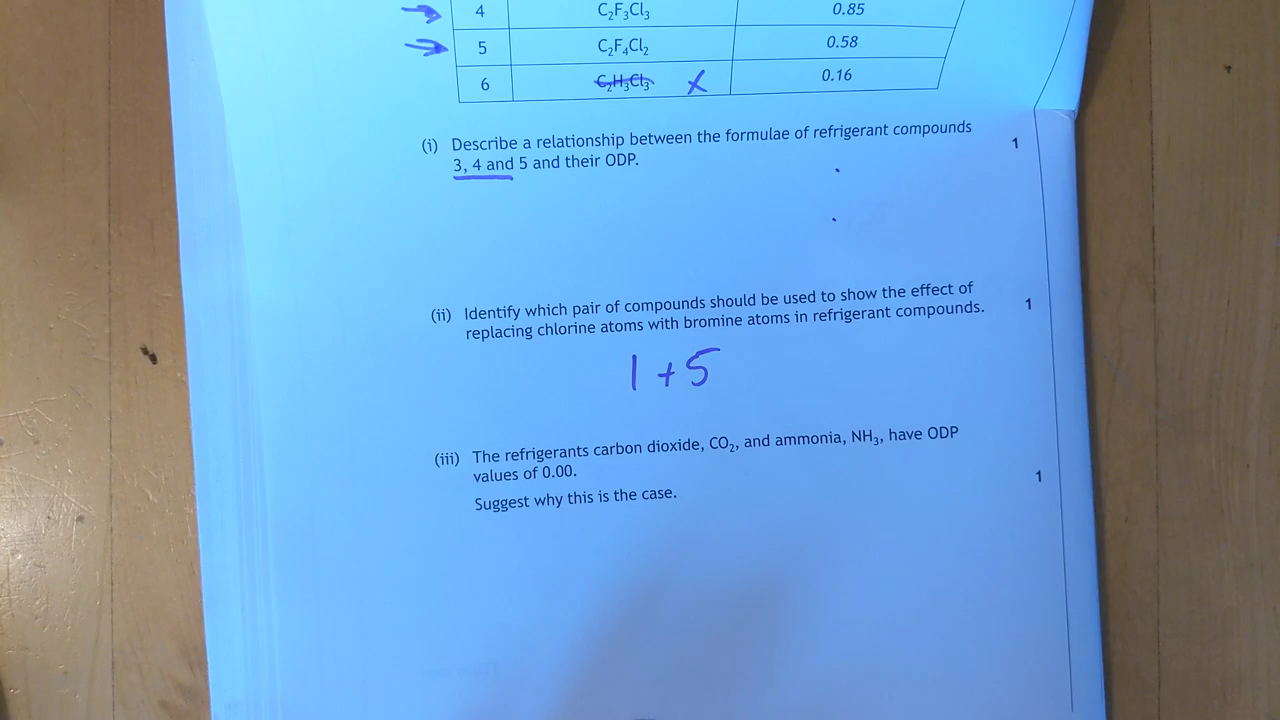 4 C₂F₃Cl₃ 0.85
5 C₂F₄Cl₂ 0.58
6 C₂H₃Cl₃ X 0.16
(i) Describe a relationship between the formulae of refrigerant compounds
3, 4 and 5 and their ODP. 1
(ii) Identify which pair of compounds should be used to show the effect of
replacing chlorine atoms with bromine atoms in refrigerant compounds. 1
1 + 5
(iii) The refrigerants carbon dioxide, CO₂, and ammonia, NH₃, have ODP
values of 0.00.
Suggest why this is the case. 1